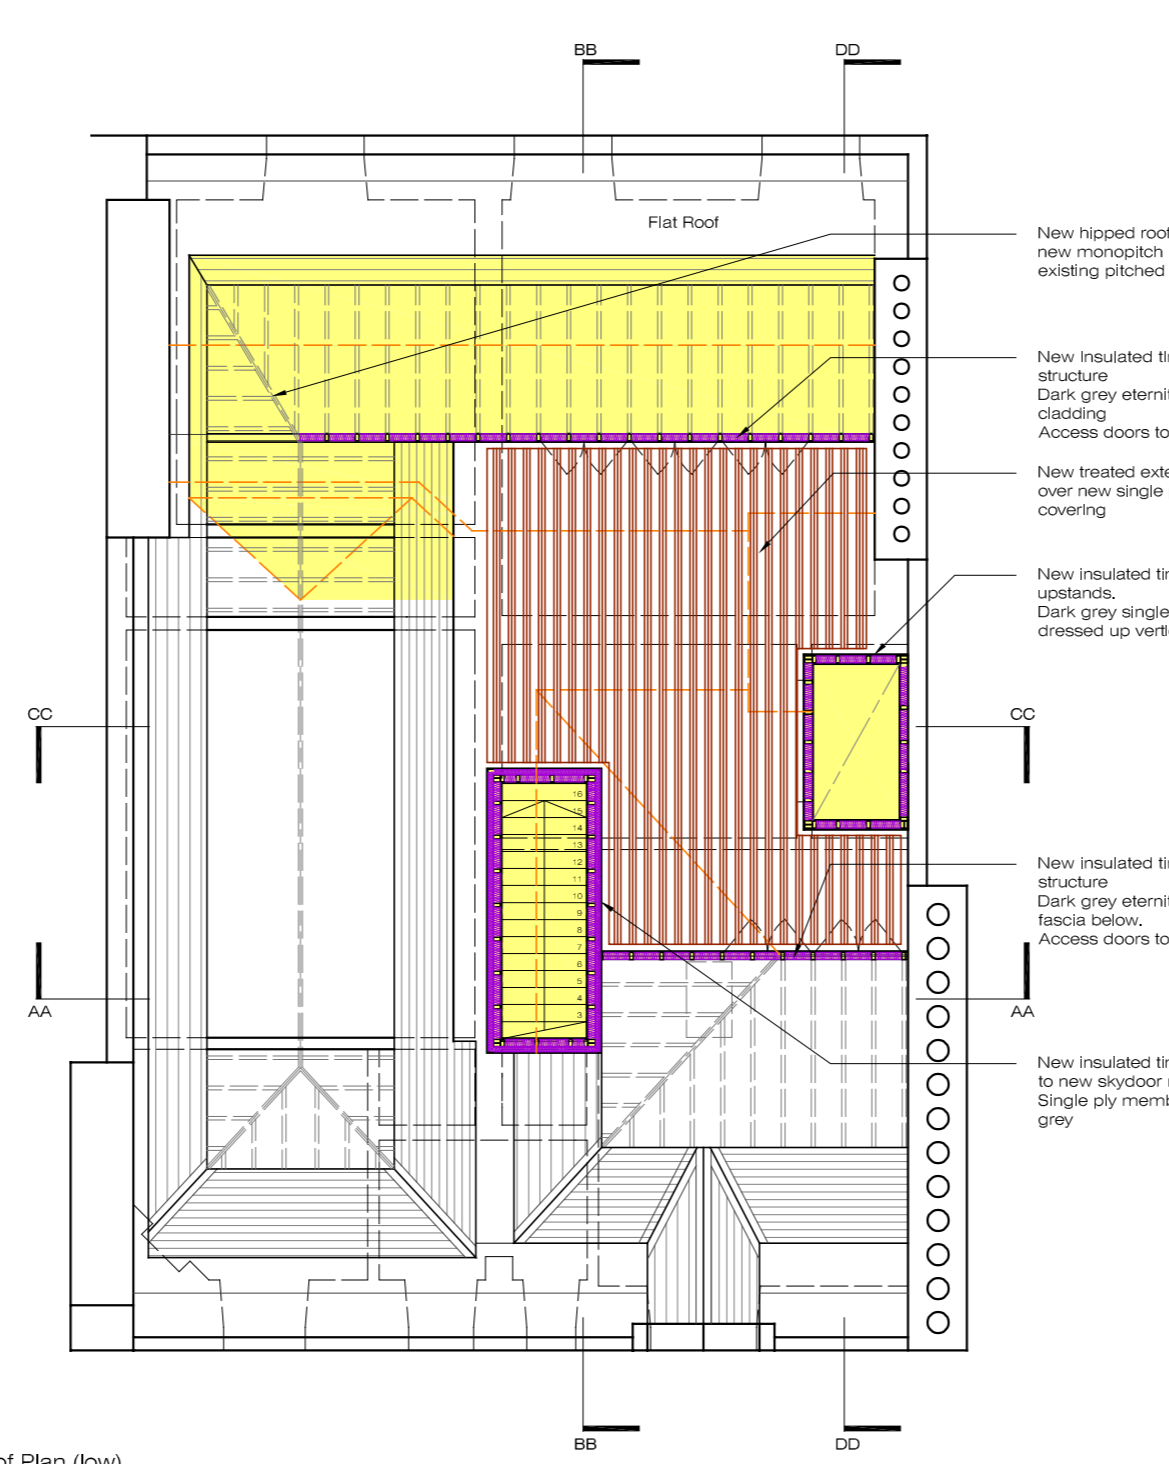 BB
DD
Flat Roof
New hipped roof
new monopitch
existing pitched
New Insulated
structure
Dark grey
cladding
Access doors to
New treated
over new single
covering
New insulated
upstands.
Dark grey single
dressed up
CC
CC
16
15
14
13
12
11
10
9
8
7
6
5
4
3
New insulated
structure
Dark grey
fascia below.
Access doors to
AA
AA
New insulated
to new skydoor
Single ply
grey
BB
DD
Plan (low)